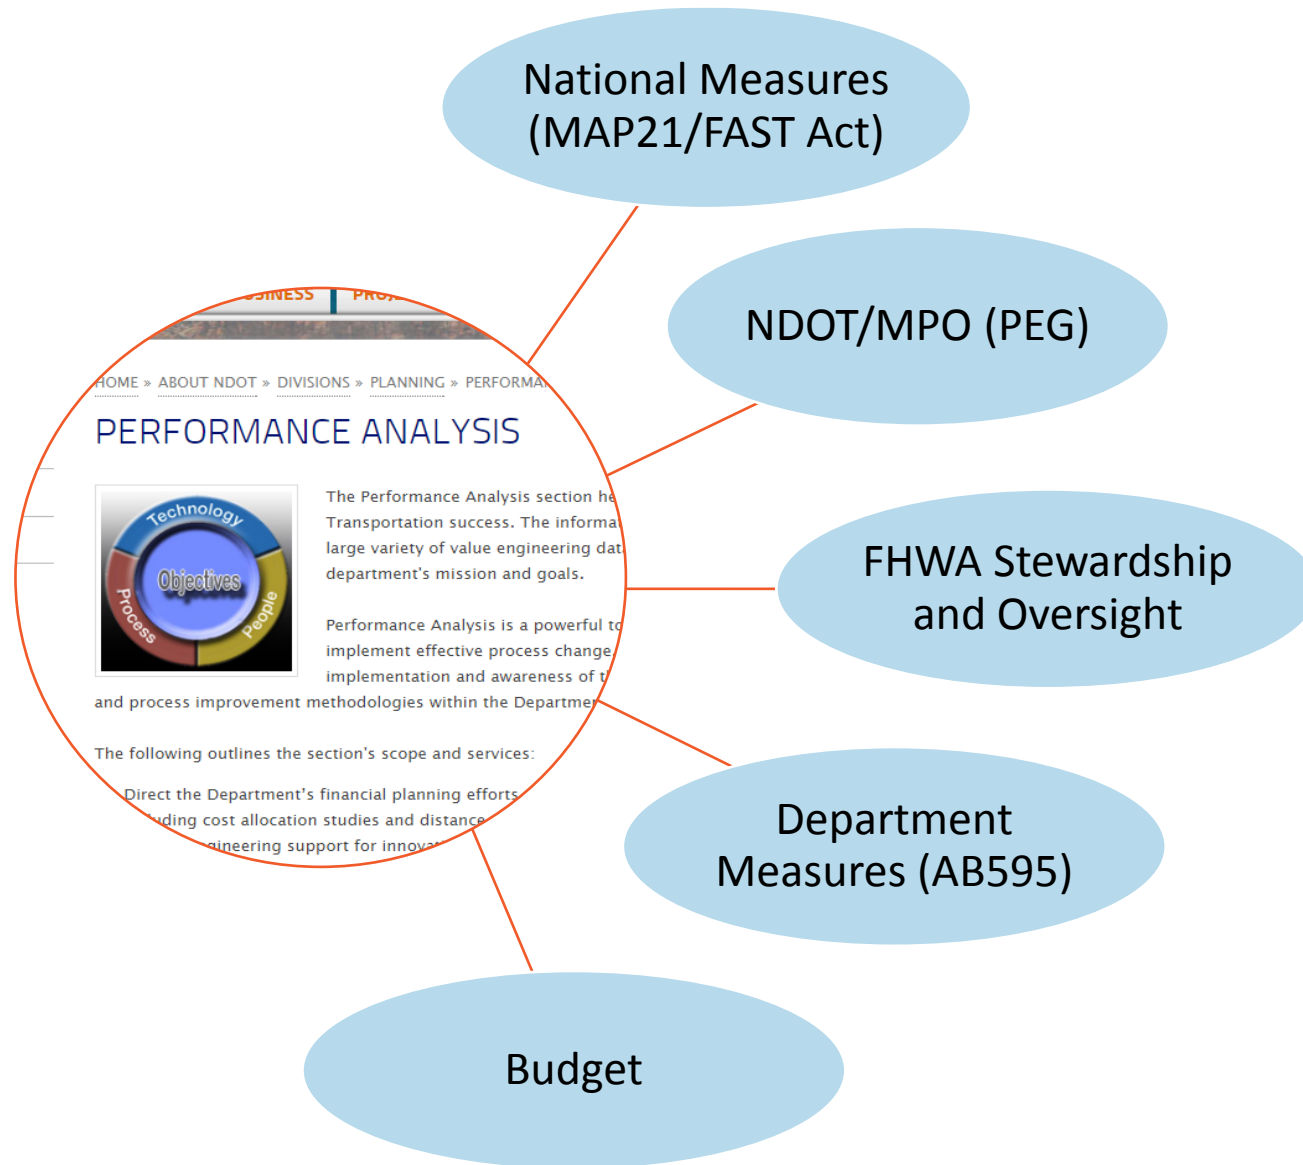 National Measures
(MAP21/FAST Act)
NDOT/MPO (PEG)
HOME » ABOUT NDOT » DIVISIONS » PLANNING »
PERFORMANCE ANALYSIS
Technology
Objectives
Process
People
The Performance Analysis section
Transportation success. The
large variety of value engineering
department's mission and goals.
Performance Analysis is a powerful
implement effective process
implementation and awareness of
and process improvement methodologies within the
The following outlines the section's scope and services:
Direct the Department's financial planning efforts
cost allocation studies and distance
support for
FHWA Stewardship
and Oversight
Department
Measures (AB595)
Budget